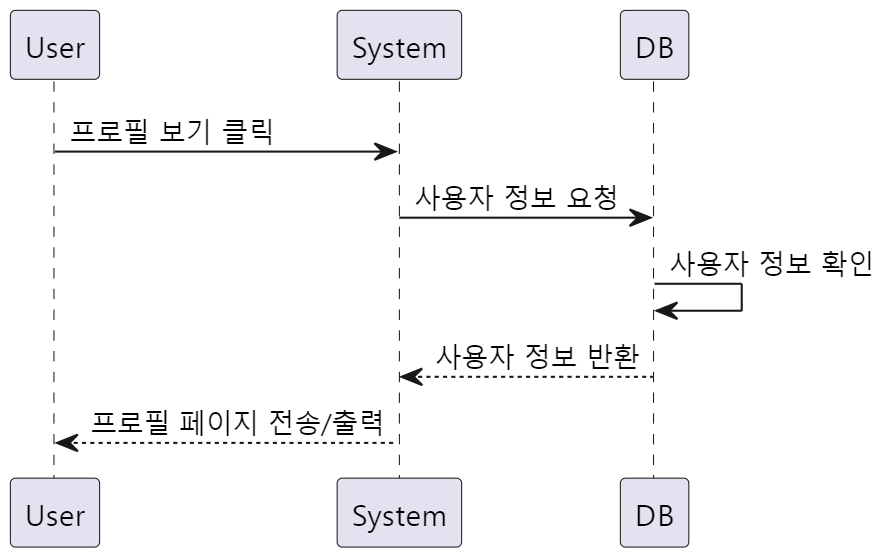 User System DB
프로필 보기 클릭
사용자 정보 요청
사용자 정보 확인
사용자 정보 반환
프로필 페이지 전송/출력
User System DB